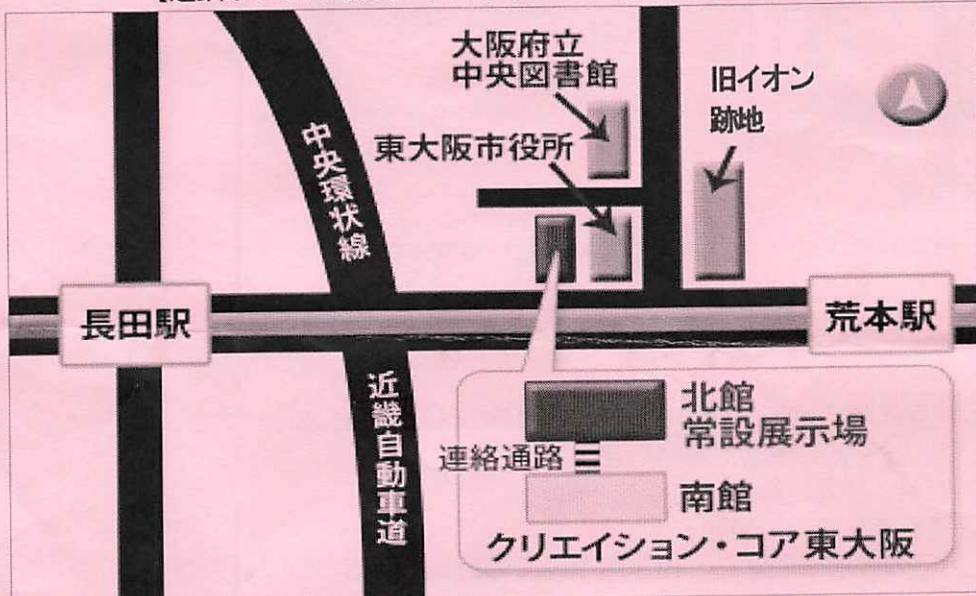 大阪府立
中央図書館
旧イオン
跡地
東大阪市役所
中央環状線
長田駅
荒本駅
近畿自動車道
北館
常設展示場
連絡通路
南館
クリエイション・コア東大阪